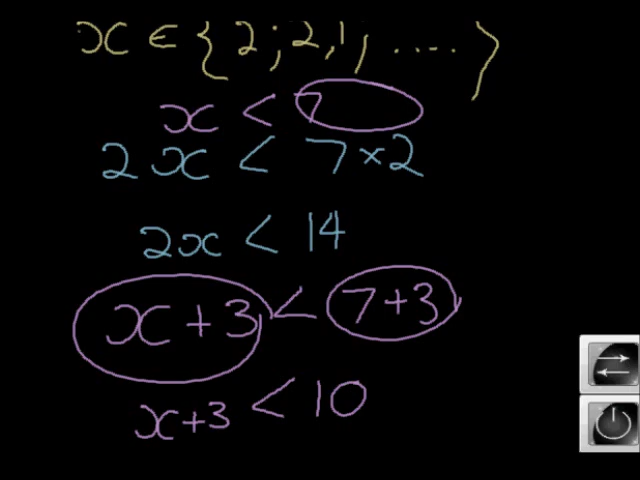 x ∈ {2; 2,1; ....}
x < 7
2x < 7 × 2
2x < 14
x + 3 < 7 + 3
x + 3 < 10